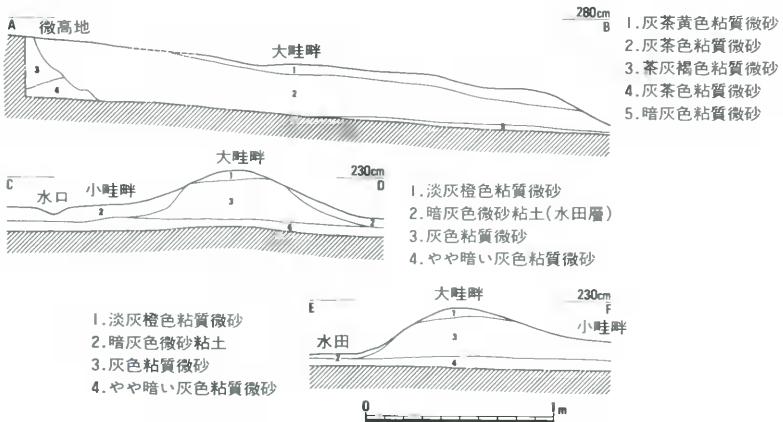 A 微高地
大畦畔
280cm
B
1
2
3
4
5
1.灰茶黄色粘質微砂
2.灰茶色粘質微砂
3.茶灰褐色粘質微砂
4.灰茶色粘質微砂
5.暗灰色粘質微砂
C
水口
小畦畔
大畦畔
230cm
D
1
2
3
4
2
1.淡灰橙色粘質微砂
2.暗灰色微砂粘土(水田層)
3.灰色粘質微砂
4.やや暗い灰色粘質微砂
1.淡灰橙色粘質微砂
2.暗灰色微砂粘土
3.灰色粘質微砂
4.やや暗い灰色粘質微砂
E
水田
大畦畔
230cm
F
小畦畔
1
2
3
4
0 1m